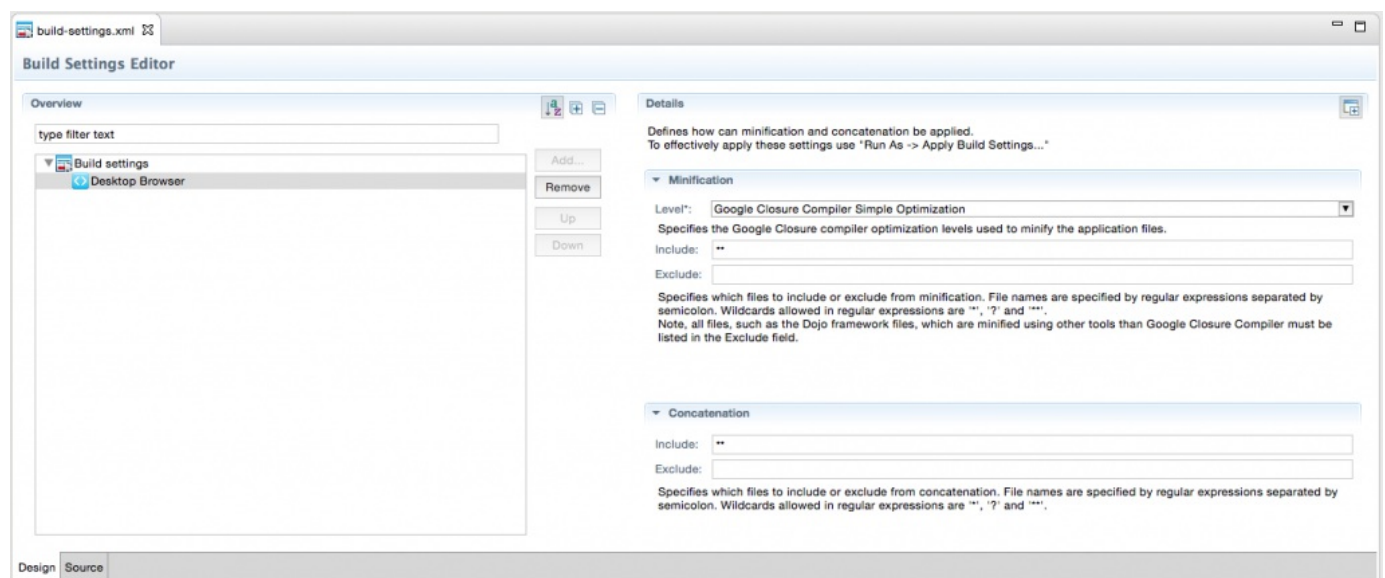 build-settings.xml
Build Settings Editor
Overview
type filter text
Build settings
Desktop Browser
Add...
Remove
Up
Down
Details
Defines how can minification and concatenation be applied.
To effectively apply these settings use "Run As -> Apply Build Settings..."
Minification
Level*: Google Closure Compiler Simple Optimization
Specifies the Google Closure compiler optimization levels used to minify the application files.
Include: **
Exclude:
Specifies which files to include or exclude from minification. File names are specified by regular expressions separated by
semicolon. Wildcards allowed in regular expressions are '*', '?' and '**'.
Note, all files, such as the Dojo framework files, which are minified using other tools than Google Closure Compiler must be
listed in the Exclude field.
Concatenation
Include: **
Exclude:
Specifies which files to include or exclude from concatenation. File names are specified by regular expressions separated by
semicolon. Wildcards allowed in regular expressions are '*', '?' and '**'.
Design Source